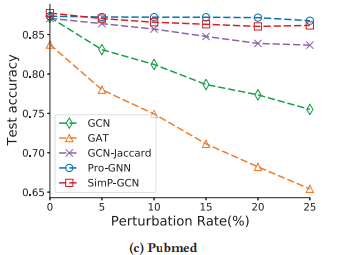 0.85
0.80
0.75
0.70
0.65
Test accuracy
GCN
GAT
GCN-Jaccard
Pro-GNN
SimP-GCN
0 5 10 15 20 25
Perturbation Rate(%)
(c) Pubmed